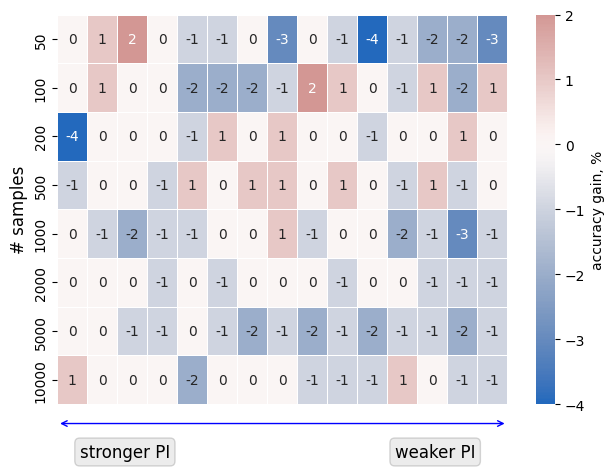 50 0 1 2 0 -1 -1 0 -3 0 -1 -4 -1 -2 -2 -3
100 0 1 0 0 -2 -2 -2 -1 2 1 0 -1 1 -2 1
200 -4 0 0 0 -1 1 0 1 0 0 -1 0 0 1 0
500 -1 0 0 -1 1 0 1 1 0 1 0 -1 1 -1 0
1000 0 -1 -2 -1 -1 0 0 1 -1 0 0 -2 -1 -3 -1
2000 0 0 0 -1 0 -1 0 0 0 -1 0 0 -1 -1 -1
5000 0 0 -1 -1 0 -1 -2 -1 -2 -1 -2 -1 -1 -2 -1
10000 1 0 0 0 -2 0 0 0 -1 -1 -1 1 0 -1 -1
# samples
stronger PI
weaker PI
2
1
0
−1
−2
−3
−4
accuracy gain, %